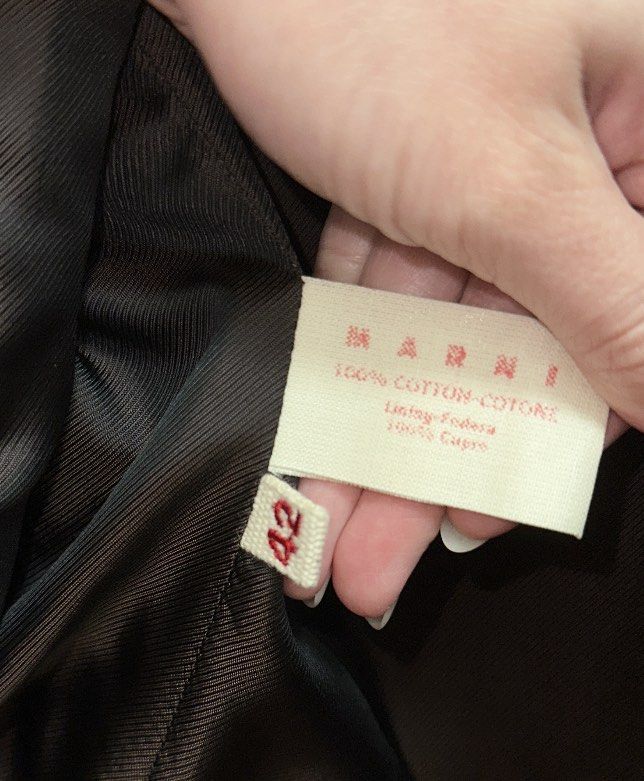 MARNI
100% COTTON-COTONE
Lining-Fodera
100% Cupro
42